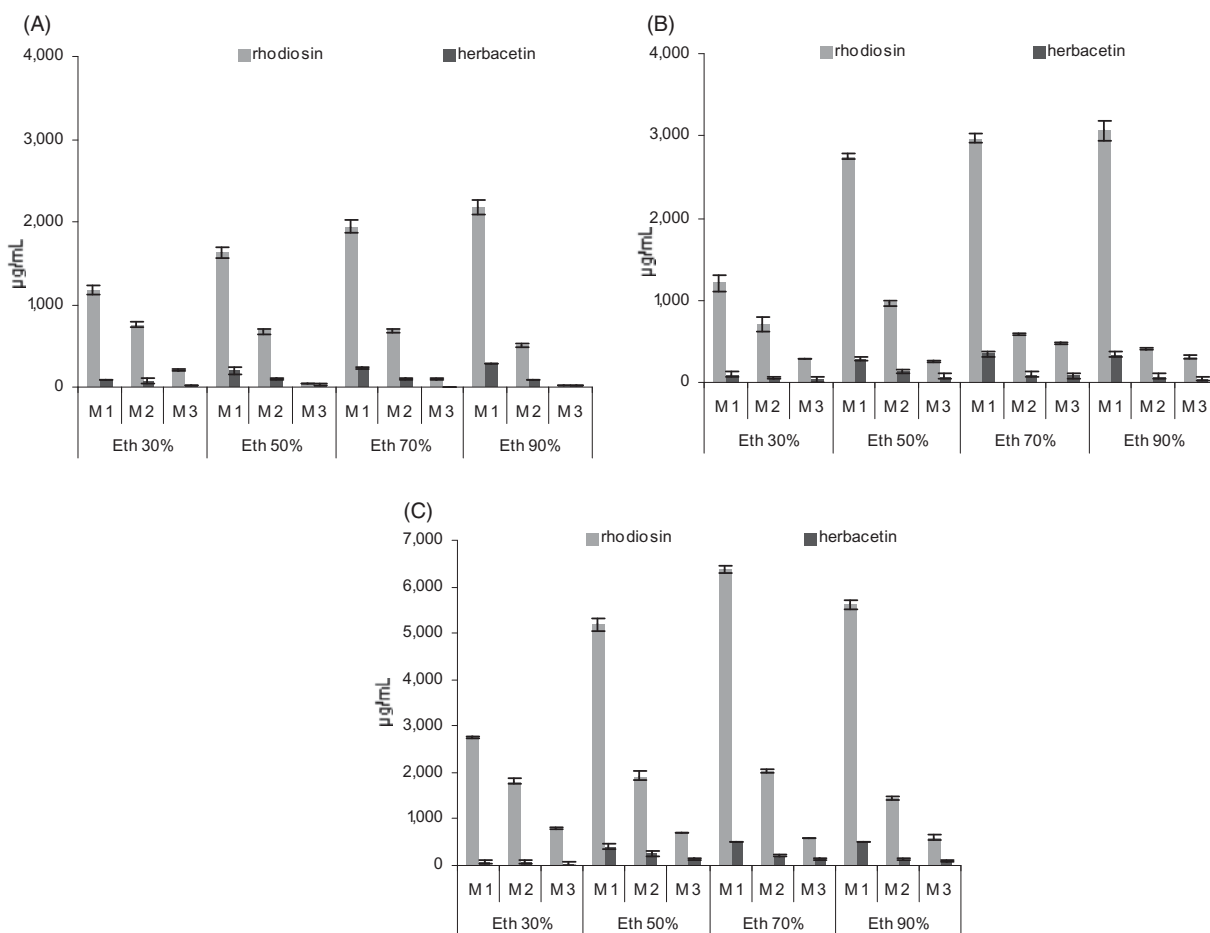 (A)
rhodiosin herbacetin
4,000
3,000
2,000
1,000
0
µg/mL
M 1 M 2 M 3 M 1 M 2 M 3 M 1 M 2 M 3 M 1 M 2 M 3
Eth 30% Eth 50% Eth 70% Eth 90%
(B)
rhodiosin herbacetin
4,000
3,000
2,000
1,000
0
µg/mL
M 1 M 2 M 3 M 1 M 2 M 3 M 1 M 2 M 3 M 1 M 2 M 3
Eth 30% Eth 50% Eth 70% Eth 90%
(C)
rhodiosin herbacetin
7,000
6,000
5,000
4,000
3,000
2,000
1,000
0
µg/mL
M 1 M 2 M 3 M 1 M 2 M 3 M 1 M 2 M 3 M 1 M 2 M 3
Eth 30% Eth 50% Eth 70% Eth 90%